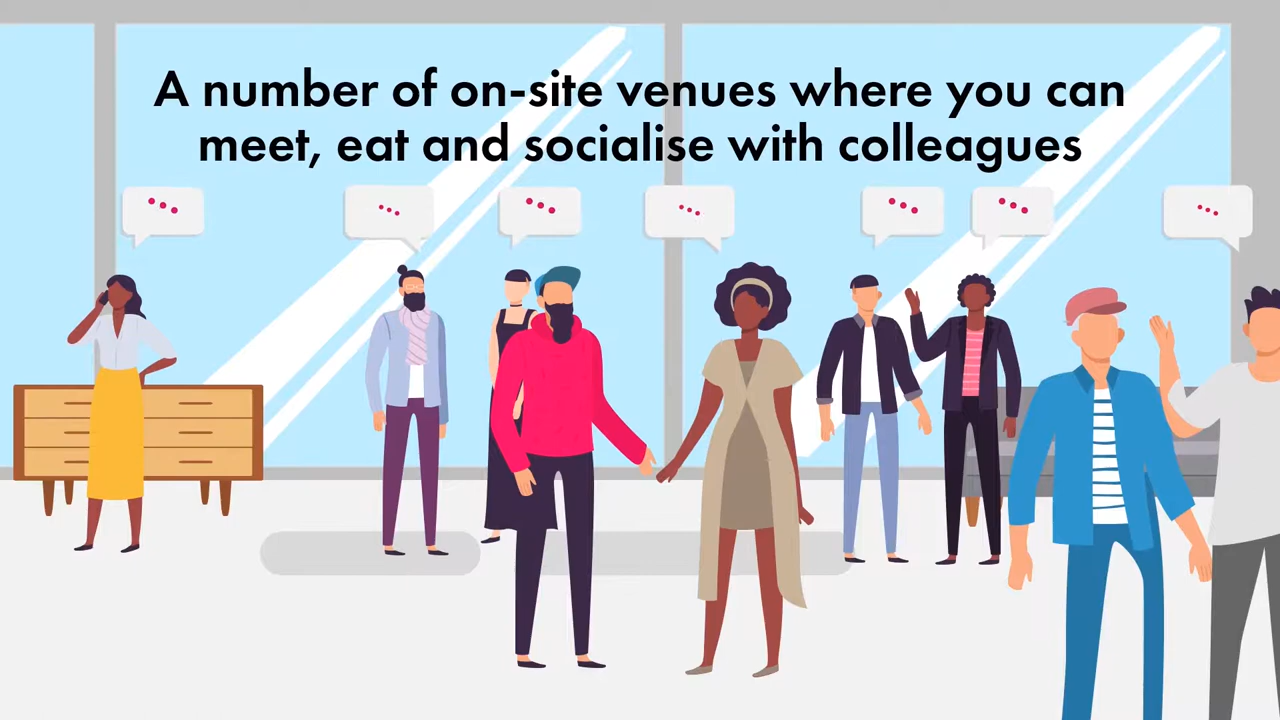 A number of on-site venues where you can
meet, eat and socialise with colleagues